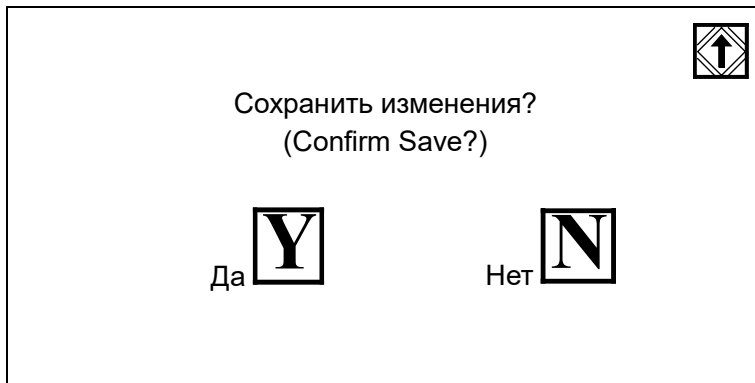 Сохранить изменения?
(Confirm Save?)
Да Y
Нет N